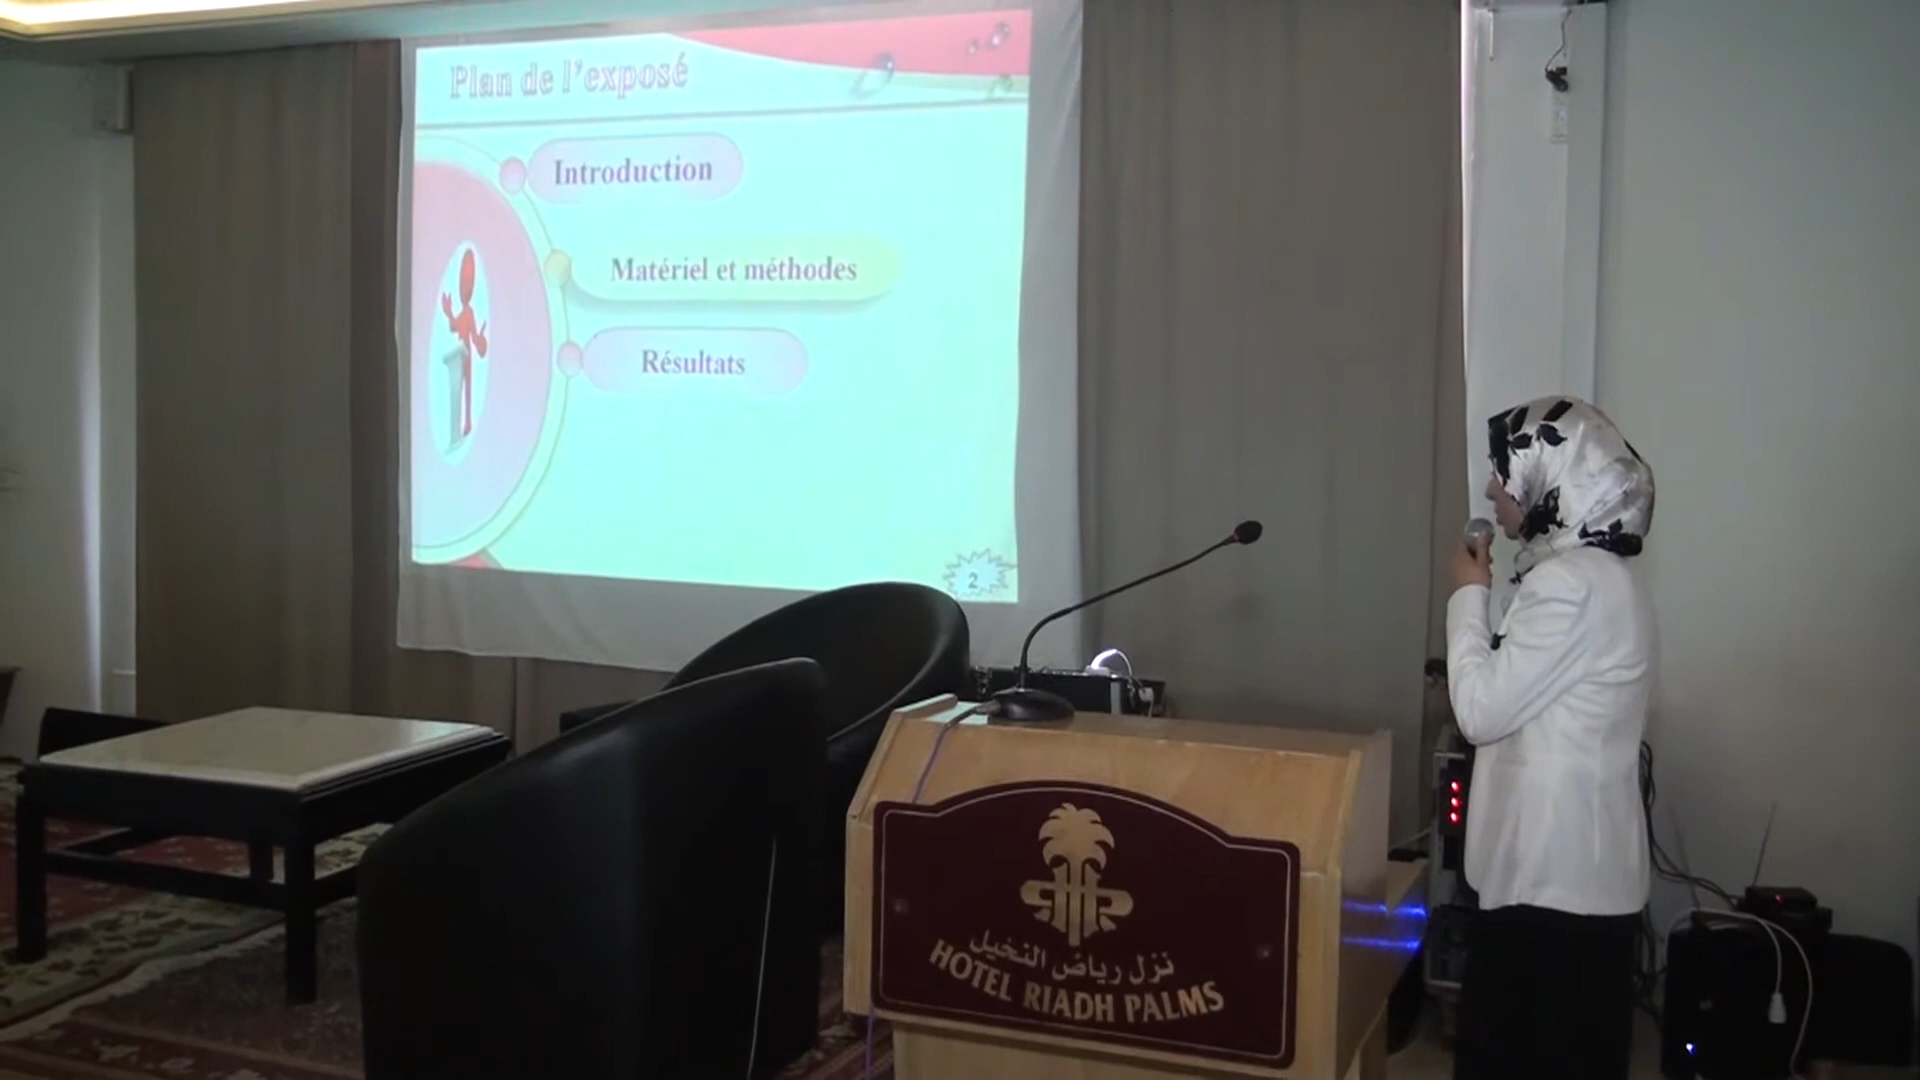 Plan de l'exposé
Introduction
Matériel et méthodes
Résultats
2
نزل رياض النخيل
HOTEL RIADH PALMS